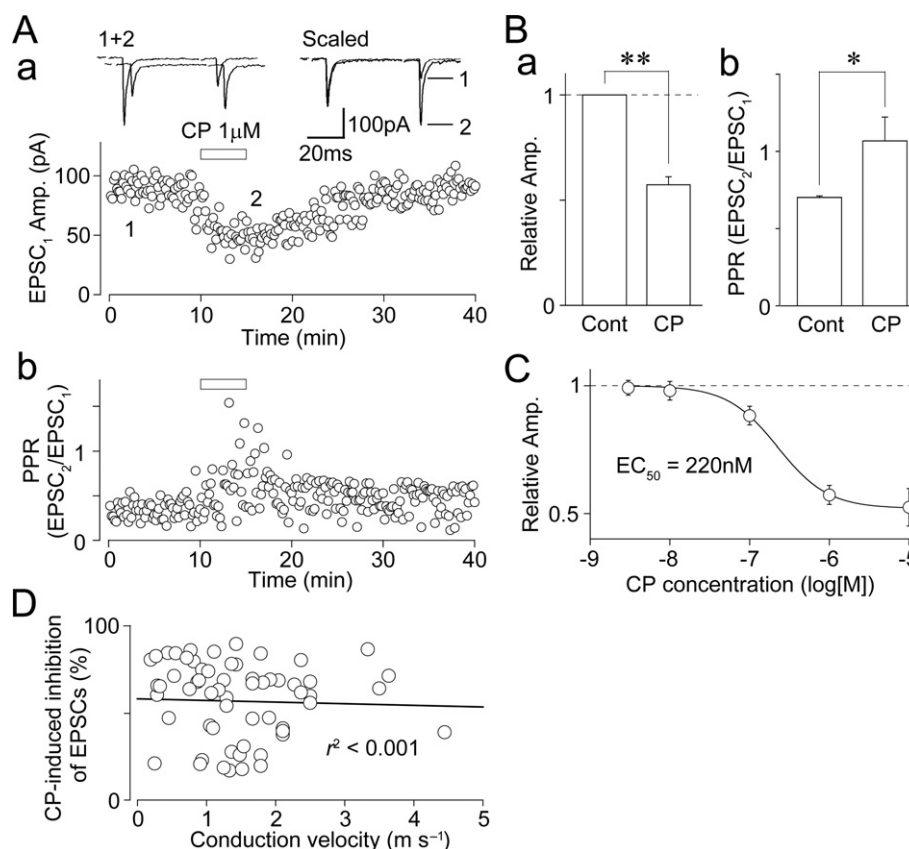 A
a
1+2
Scaled
1
2
100pA
20ms
CP 1μM
EPSC₁ Amp. (pA)
100
50
0
1
2
0 10 20 30 40
Time (min)
b
PPR
(EPSC₂/EPSC₁)
1
0
0 10 20 30 40
Time (min)
B
a
**
Relative Amp.
1
0
Cont CP
b
*
PPR (EPSC₂/EPSC₁)
1
0
Cont CP
C
Relative Amp.
1
0.5
EC₅₀ = 220nM
-9 -8 -7 -6 -5
CP concentration (log[M])
D
CP-induced inhibition
of EPSCs (%)
100
0
r² < 0.001
0 1 2 3 4 5
Conduction velocity (m s⁻¹)